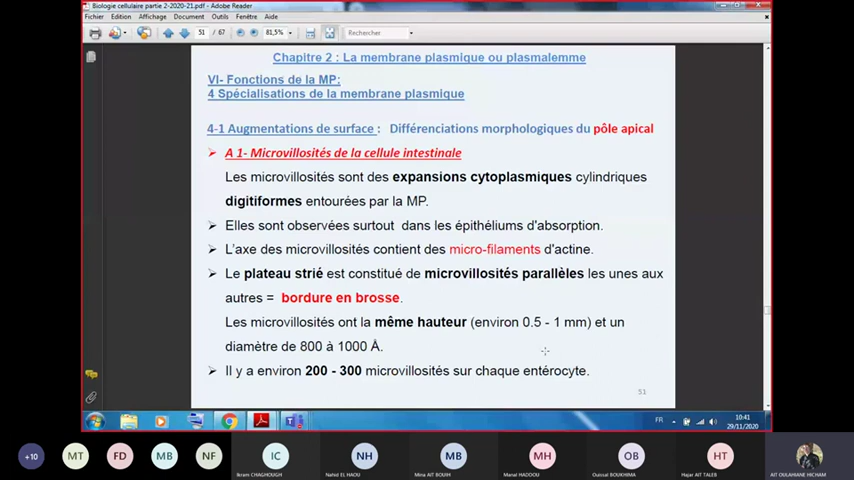 Biologie cellulaire partie 2-2020-21.pdf - Adobe Reader
Fichier Edition Affichage Document Outils Fenêtre Aide
51 / 67 81,5% Rechercher
Chapitre 2 : La membrane plasmique ou plasmalemme
VI- Fonctions de la MP:
4 Spécialisations de la membrane plasmique
4-1 Augmentations de surface : Différenciations morphologiques du pôle apical
A 1- Microvillosités de la cellule intestinale
Les microvillosités sont des expansions cytoplasmiques cylindriques
digitiformes entourées par la MP.
Elles sont observées surtout dans les épithéliums d'absorption.
L'axe des microvillosités contient des micro-filaments d'actine.
Le plateau strié est constitué de microvillosités parallèles les unes aux
autres = bordure en brosse.
Les microvillosités ont la même hauteur (environ 0.5 - 1 mm) et un
diamètre de 800 à 1000 Å.
Il y a environ 200 - 300 microvillosités sur chaque entérocyte.
51
FR 10:41
29/11/2020
+10 MT FD MB NF IC NH MB MH OB HT
Ikram CHAGHOUGH Nahid EL HAOU Mina AIT BOUIH Manal HADDOU Ouissal BOUKHIMA Hajar AIT TALEB AIT OULAHIANE HICHAM